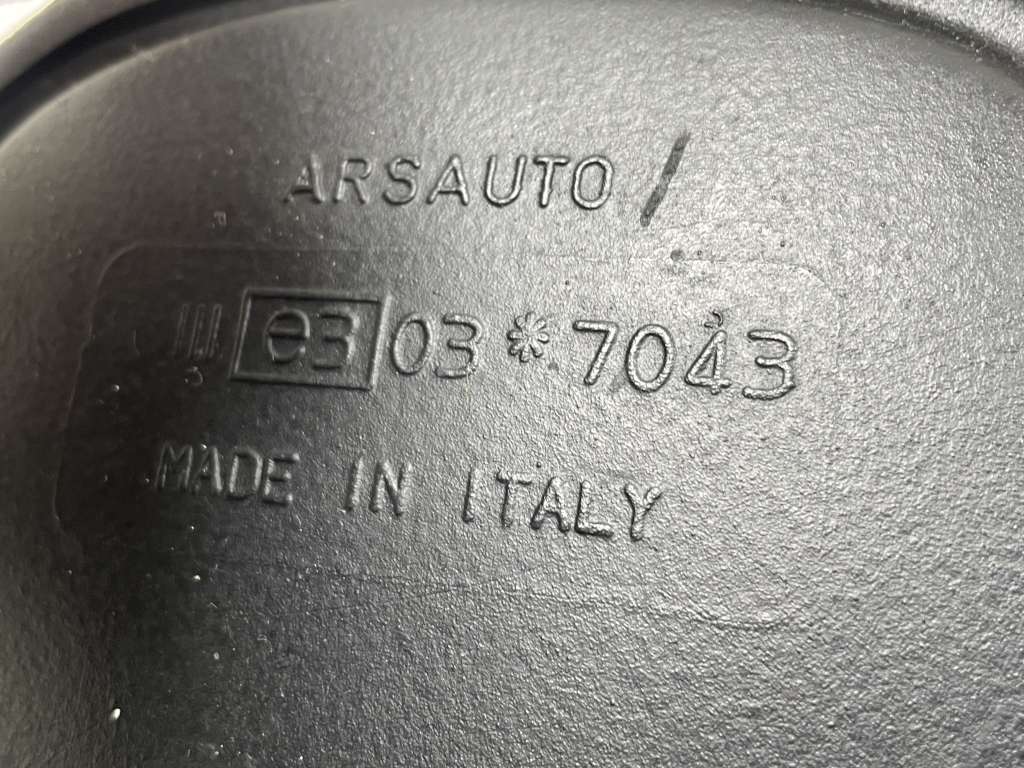 ARSAUTO /
III e3 03 * 7043
MADE IN ITALY